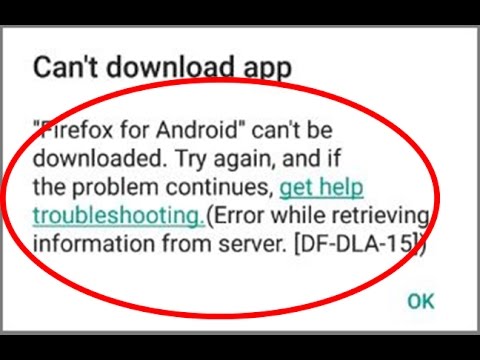 Can't download app
"Firefox for Android" can't be
downloaded. Try again, and if
the problem continues, get help
troubleshooting.(Error while retrieving
information from server. [DF-DLA-15])
OK